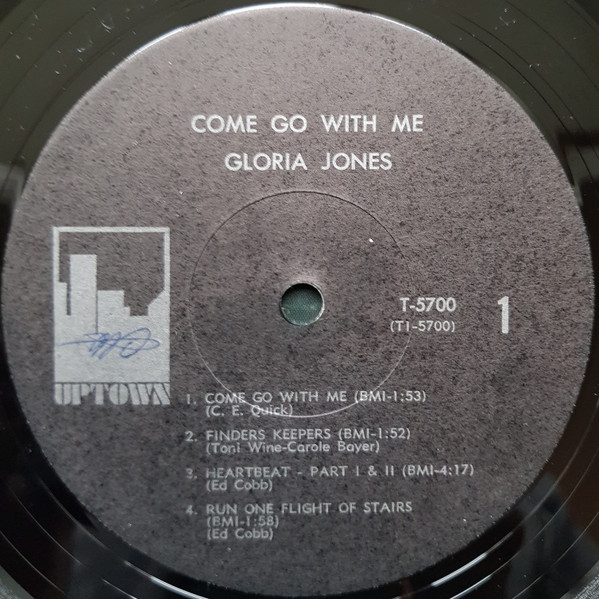 COME GO WITH ME
GLORIA JONES
T-5700
(T1-5700)
1
UPTOWN
1. COME GO WITH ME (BMI-1:53)
(C. E. Quick)
2. FINDERS KEEPERS (BMI-1:52)
(Toni Wine-Carole Bayer)
3. HEARTBEAT - PART I & II (BMI-4:17)
(Ed Cobb)
4. RUN ONE FLIGHT OF STAIRS
(BMI-1:58)
(Ed Cobb)